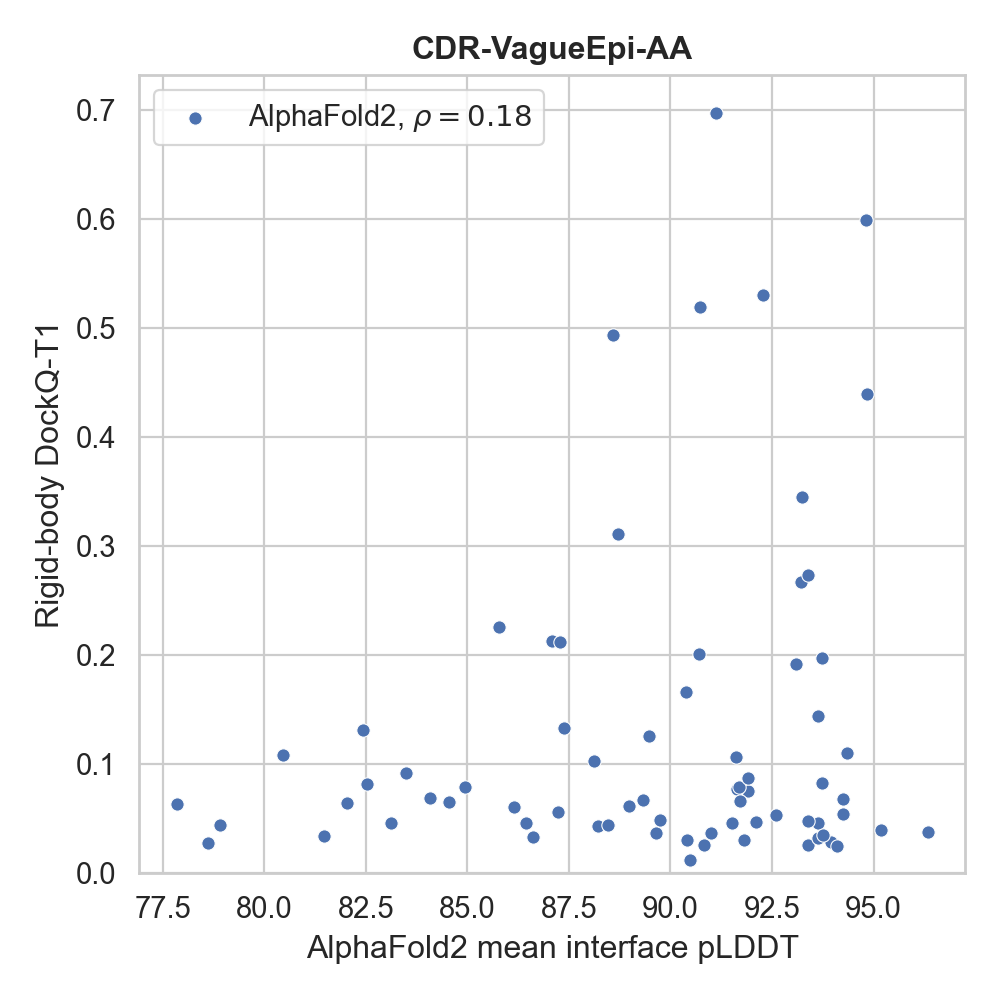 CDR-VagueEpi-AA
AlphaFold2, ρ = 0.18
Rigid-body DockQ-T1
0.7
0.6
0.5
0.4
0.3
0.2
0.1
0.0
77.5 80.0 82.5 85.0 87.5 90.0 92.5 95.0
AlphaFold2 mean interface pLDDT